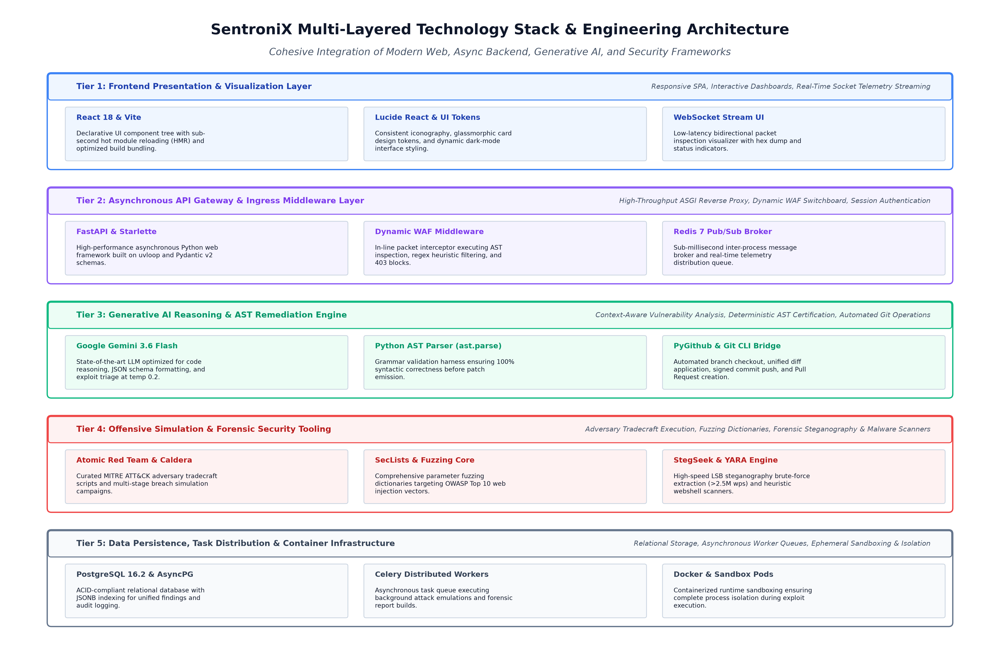 SentroniX Multi-Layered Technology Stack & Engineering Architecture
Cohesive Integration of Modern Web, Async Backend, Generative AI, and Security Frameworks
Tier 1: Frontend Presentation & Visualization Layer
Responsive SPA, Interactive Dashboards, Real-Time Socket Telemetry Streaming
React 18 & Vite
Declarative UI component tree with sub-
second hot module reloading (HMR) and
optimized build bundling.
Lucide React & UI Tokens
Consistent iconography, glassmorphic card
design tokens, and dynamic dark-mode
interface styling.
WebSocket Stream UI
Low-latency bidirectional packet
inspection visualizer with hex dump and
status indicators.
Tier 2: Asynchronous API Gateway & Ingress Middleware Layer
High-Throughput ASGI Reverse Proxy, Dynamic WAF Switchboard, Session Authentication
FastAPI & Starlette
High-performance asynchronous Python web
framework built on uvloop and Pydantic v2
schemas.
Dynamic WAF Middleware
In-line packet interceptor executing AST
inspection, regex heuristic filtering, and
403 blocks.
Redis 7 Pub/Sub Broker
Sub-millisecond inter-process message
broker and real-time telemetry
distribution queue.
Tier 3: Generative AI Reasoning & AST Remediation Engine
Context-Aware Vulnerability Analysis, Deterministic AST Certification, Automated Git Operations
Google Gemini 3.6 Flash
State-of-the-art LLM optimized for code
reasoning, JSON schema formatting, and
exploit triage at temp 0.2.
Python AST Parser (ast.parse)
Grammar validation harness ensuring 100%
syntactic correctness before patch
emission.
PyGithub & Git CLI Bridge
Automated branch checkout, unified diff
application, signed commit push, and Pull
Request creation.
Tier 4: Offensive Simulation & Forensic Security Tooling
Adversary Tradecraft Execution, Fuzzing Dictionaries, Forensic Steganography & Malware Scanners
Atomic Red Team & Caldera
Curated MITRE ATT&CK adversary tradecraft
scripts and multi-stage breach simulation
campaigns.
SecLists & Fuzzing Core
Comprehensive parameter fuzzing
dictionaries targeting OWASP Top 10 web
injection vectors.
StegSeek & YARA Engine
High-speed LSB steganography brute-force
extraction (>2.5M wps) and heuristic
webshell scanners.
Tier 5: Data Persistence, Task Distribution & Container Infrastructure
Relational Storage, Asynchronous Worker Queues, Ephemeral Sandboxing & Isolation
PostgreSQL 16.2 & AsyncPG
ACID-compliant relational database with
JSONB indexing for unified findings and
audit logging.
Celery Distributed Workers
Asynchronous task queue executing
background attack emulations and forensic
report builds.
Docker & Sandbox Pods
Containerized runtime sandboxing ensuring
complete process isolation during exploit
execution.